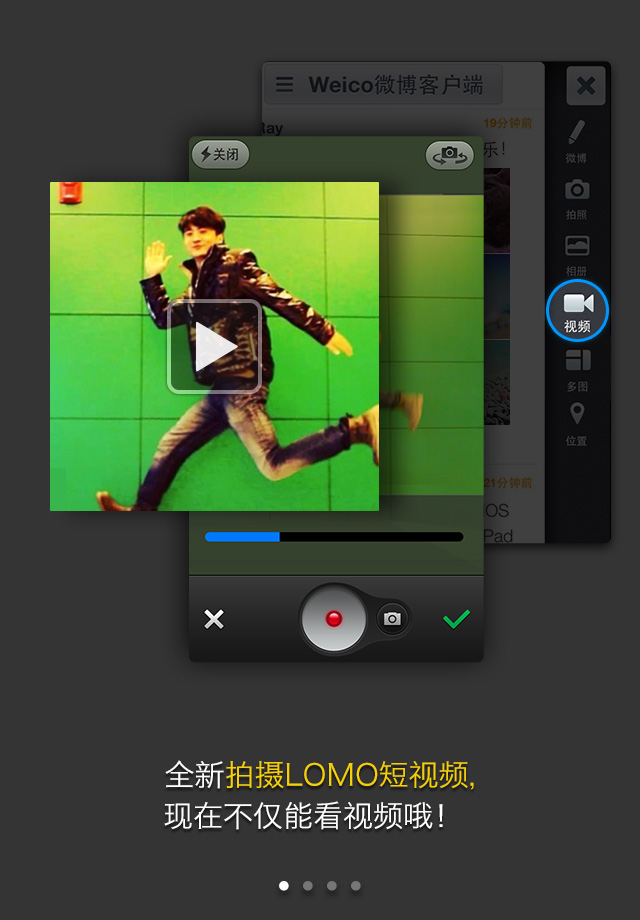 Weico微博客户端
19分钟前
关闭
乐!
微博
拍照
相册
视频
多图
位置
21分钟前
OS
Pad
全新拍摄LOMO短视频,
现在不仅能看视频哦!